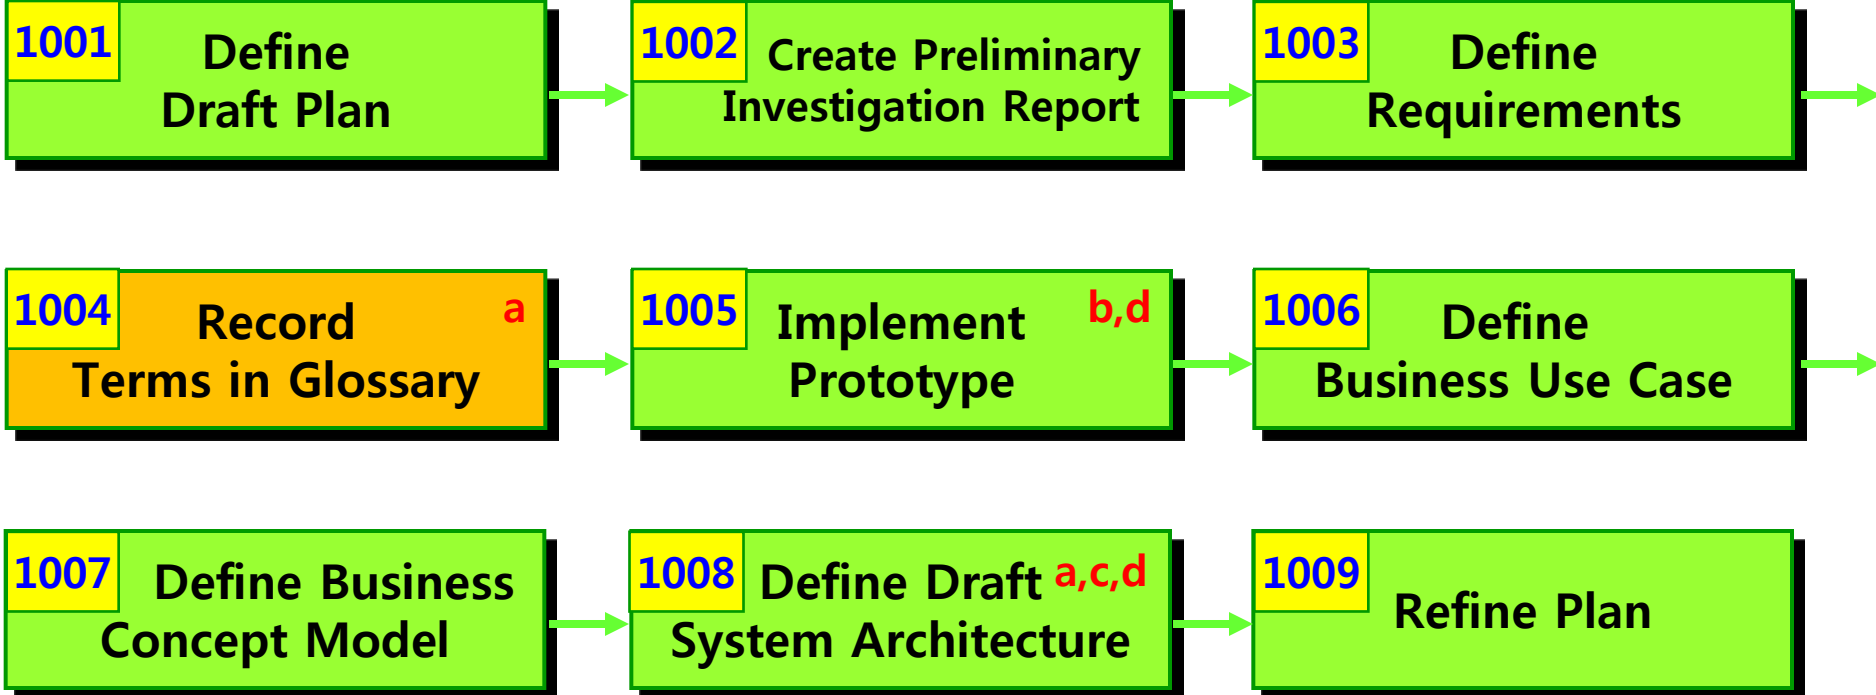 1001
Define
Draft Plan
1002
Create Preliminary
Investigation Report
1003
Define
Requirements
1004
Record
a
Terms in Glossary
1005
Implement
b,d
Prototype
1006
Define
Business Use Case
1007
Define Business
Concept Model
1008
Define Draft
a,c,d
System Architecture
1009
Refine Plan